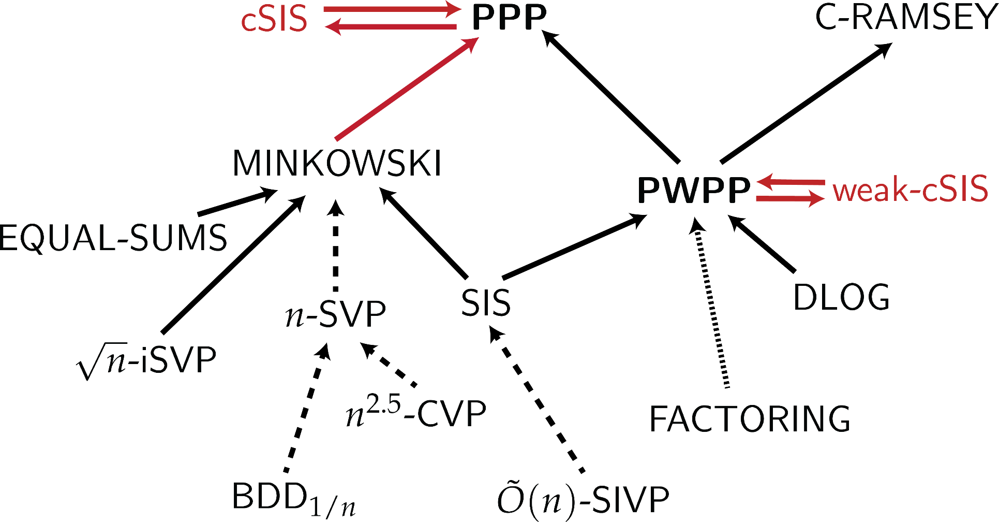 cSIS
PPP
C-RAMSEY
MINKOWSKI
PWPP
weak-cSIS
EQUAL-SUMS
SIS
DLOG
n-SVP
√n-iSVP
n^2.5-CVP
FACTORING
BDD_1/n
Õ(n)-SIVP